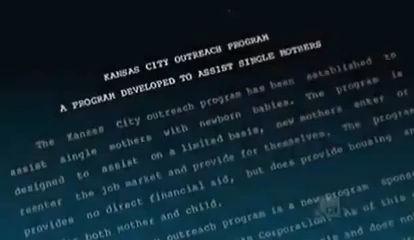 KANSAS CITY OUTREACH PROGRAM
A PROGRAM DEVELOPED TO ASSIST SINGLE MOTHERS
The Kansas City outreach program has been established to
assist single mothers with newborn babies. The program is
designed to assist on a limited basis, new mothers enter or
reenter the job market and provide for themselves. The program
provides no direct financial aid, but does provide housing
both mother and child.
outreach program is a new program
Corporation. As of this
and does